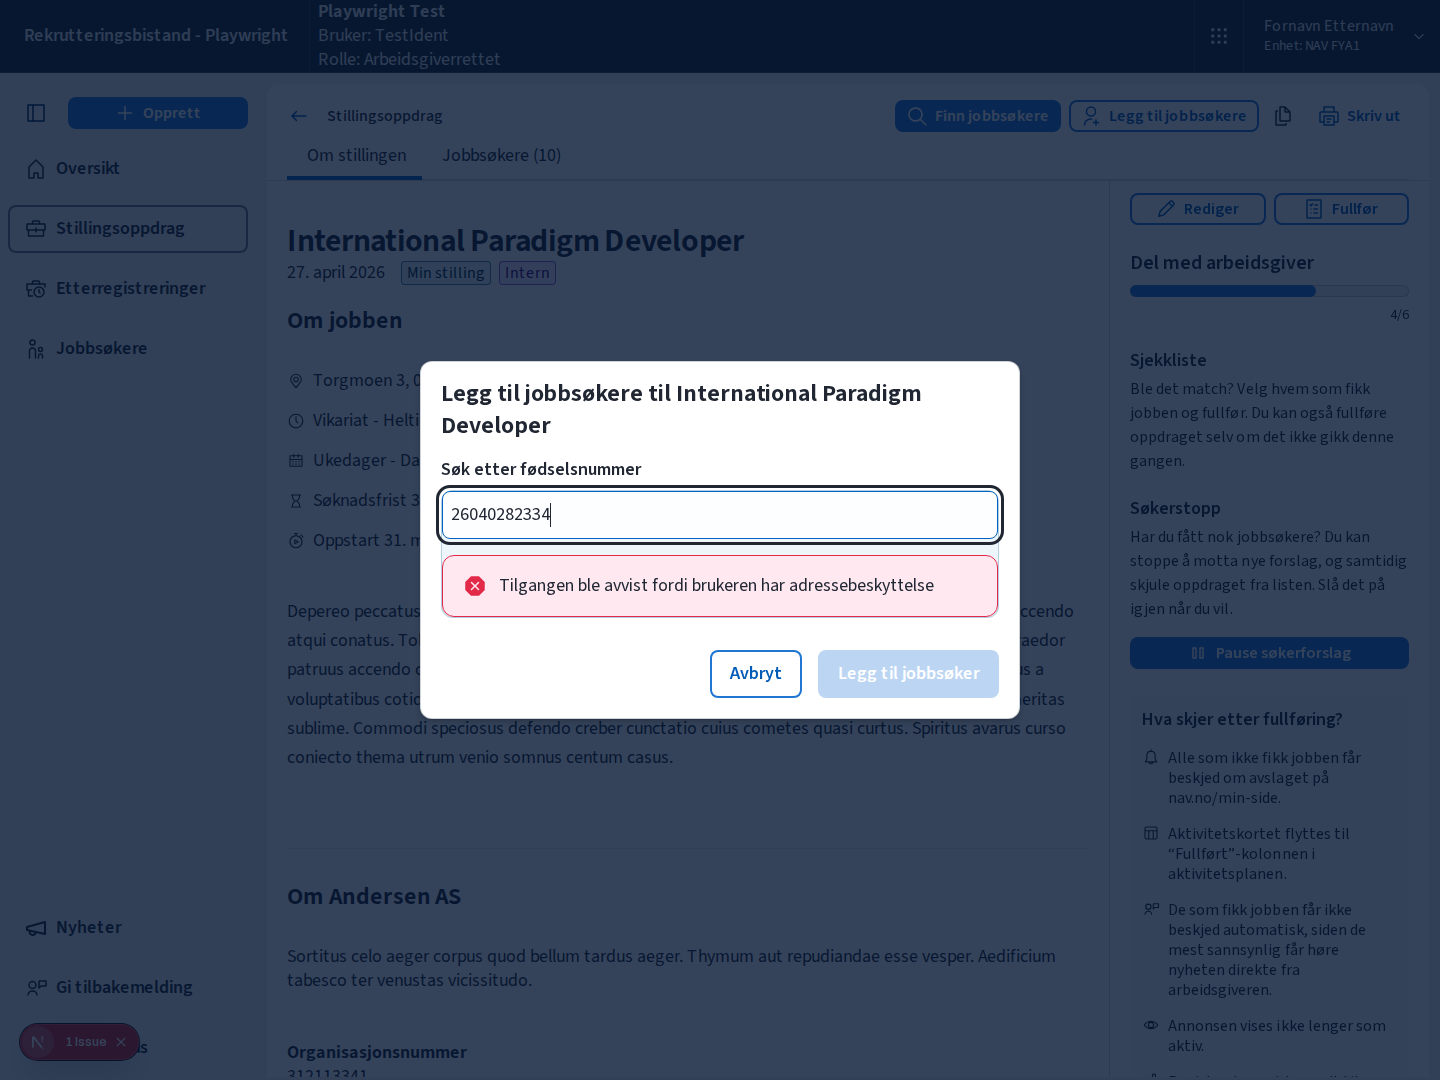 Rekrutteringsbistand - Playwright
Playwright Test
Bruker: TestIdent
Rolle: Arbeidsgiverrettet
Fornavn Etternavn
Enhet: NAV FYA1
Opprett
Oversikt
Stillingsoppdrag
Etterregistreringer
Jobbsøkere
Nyheter
Gi tilbakemelding
1 Issue
Stillingsoppdrag
Finn jobbsøkere
Legg til jobbsøkere
Skriv ut
Om stillingen
Jobbsøkere (10)
International Paradigm Developer
27. april 2026
Min stilling
Intern
Om jobben
Torgmoen 3,
Vikariat - Helti
Ukedager - Da
Søknadsfrist 3
Oppstart 31. m
Legg til jobbsøkere til International Paradigm
Developer
Søk etter fødselsnummer
26040282334
Tilgangen ble avvist fordi brukeren har adressebeskyttelse
Avbryt
Legg til jobbsøker
Depereo peccatus
atqui conatus.
patruus accendo
voluptatibus
sublime. Commodi speciosus defendo creber cunctatio cuius cometes quasi curtus. Spiritus avarus curso
coniecto thema utrum venio somnus centum casus.
Om Andersen AS
Sortitus celo aeger corpus quod bellum tardus aeger. Thymum aut repudiandae esse vesper. Aedificium
tabesco ter venustas vicissitudo.
Organisasjonsnummer
312113341
Rediger
Fullfør
Del med arbeidsgiver
4/6
Sjekkliste
Ble det match? Velg hvem som fikk
jobben og fullfør. Du kan også fullføre
oppdraget selv om det ikke gikk denne
gangen.
Søkerstopp
Har du fått nok jobbsøkere? Du kan
stoppe å motta nye forslag, og samtidig
skjule oppdraget fra listen. Slå det på
igjen når du vil.
Pause søkerforslag
Hva skjer etter fullføring?
Alle som ikke fikk jobben får
beskjed om avslaget på
nav.no/min-side.
Aktivitetskortet flyttes til
“Fullført”-kolonnen i
aktivitetsplanen.
De som fikk jobben får ikke
beskjed automatisk, siden de
mest sannsynlig får høre
nyheten direkte fra
arbeidsgiveren.
Annonsen vises ikke lenger som
aktiv.